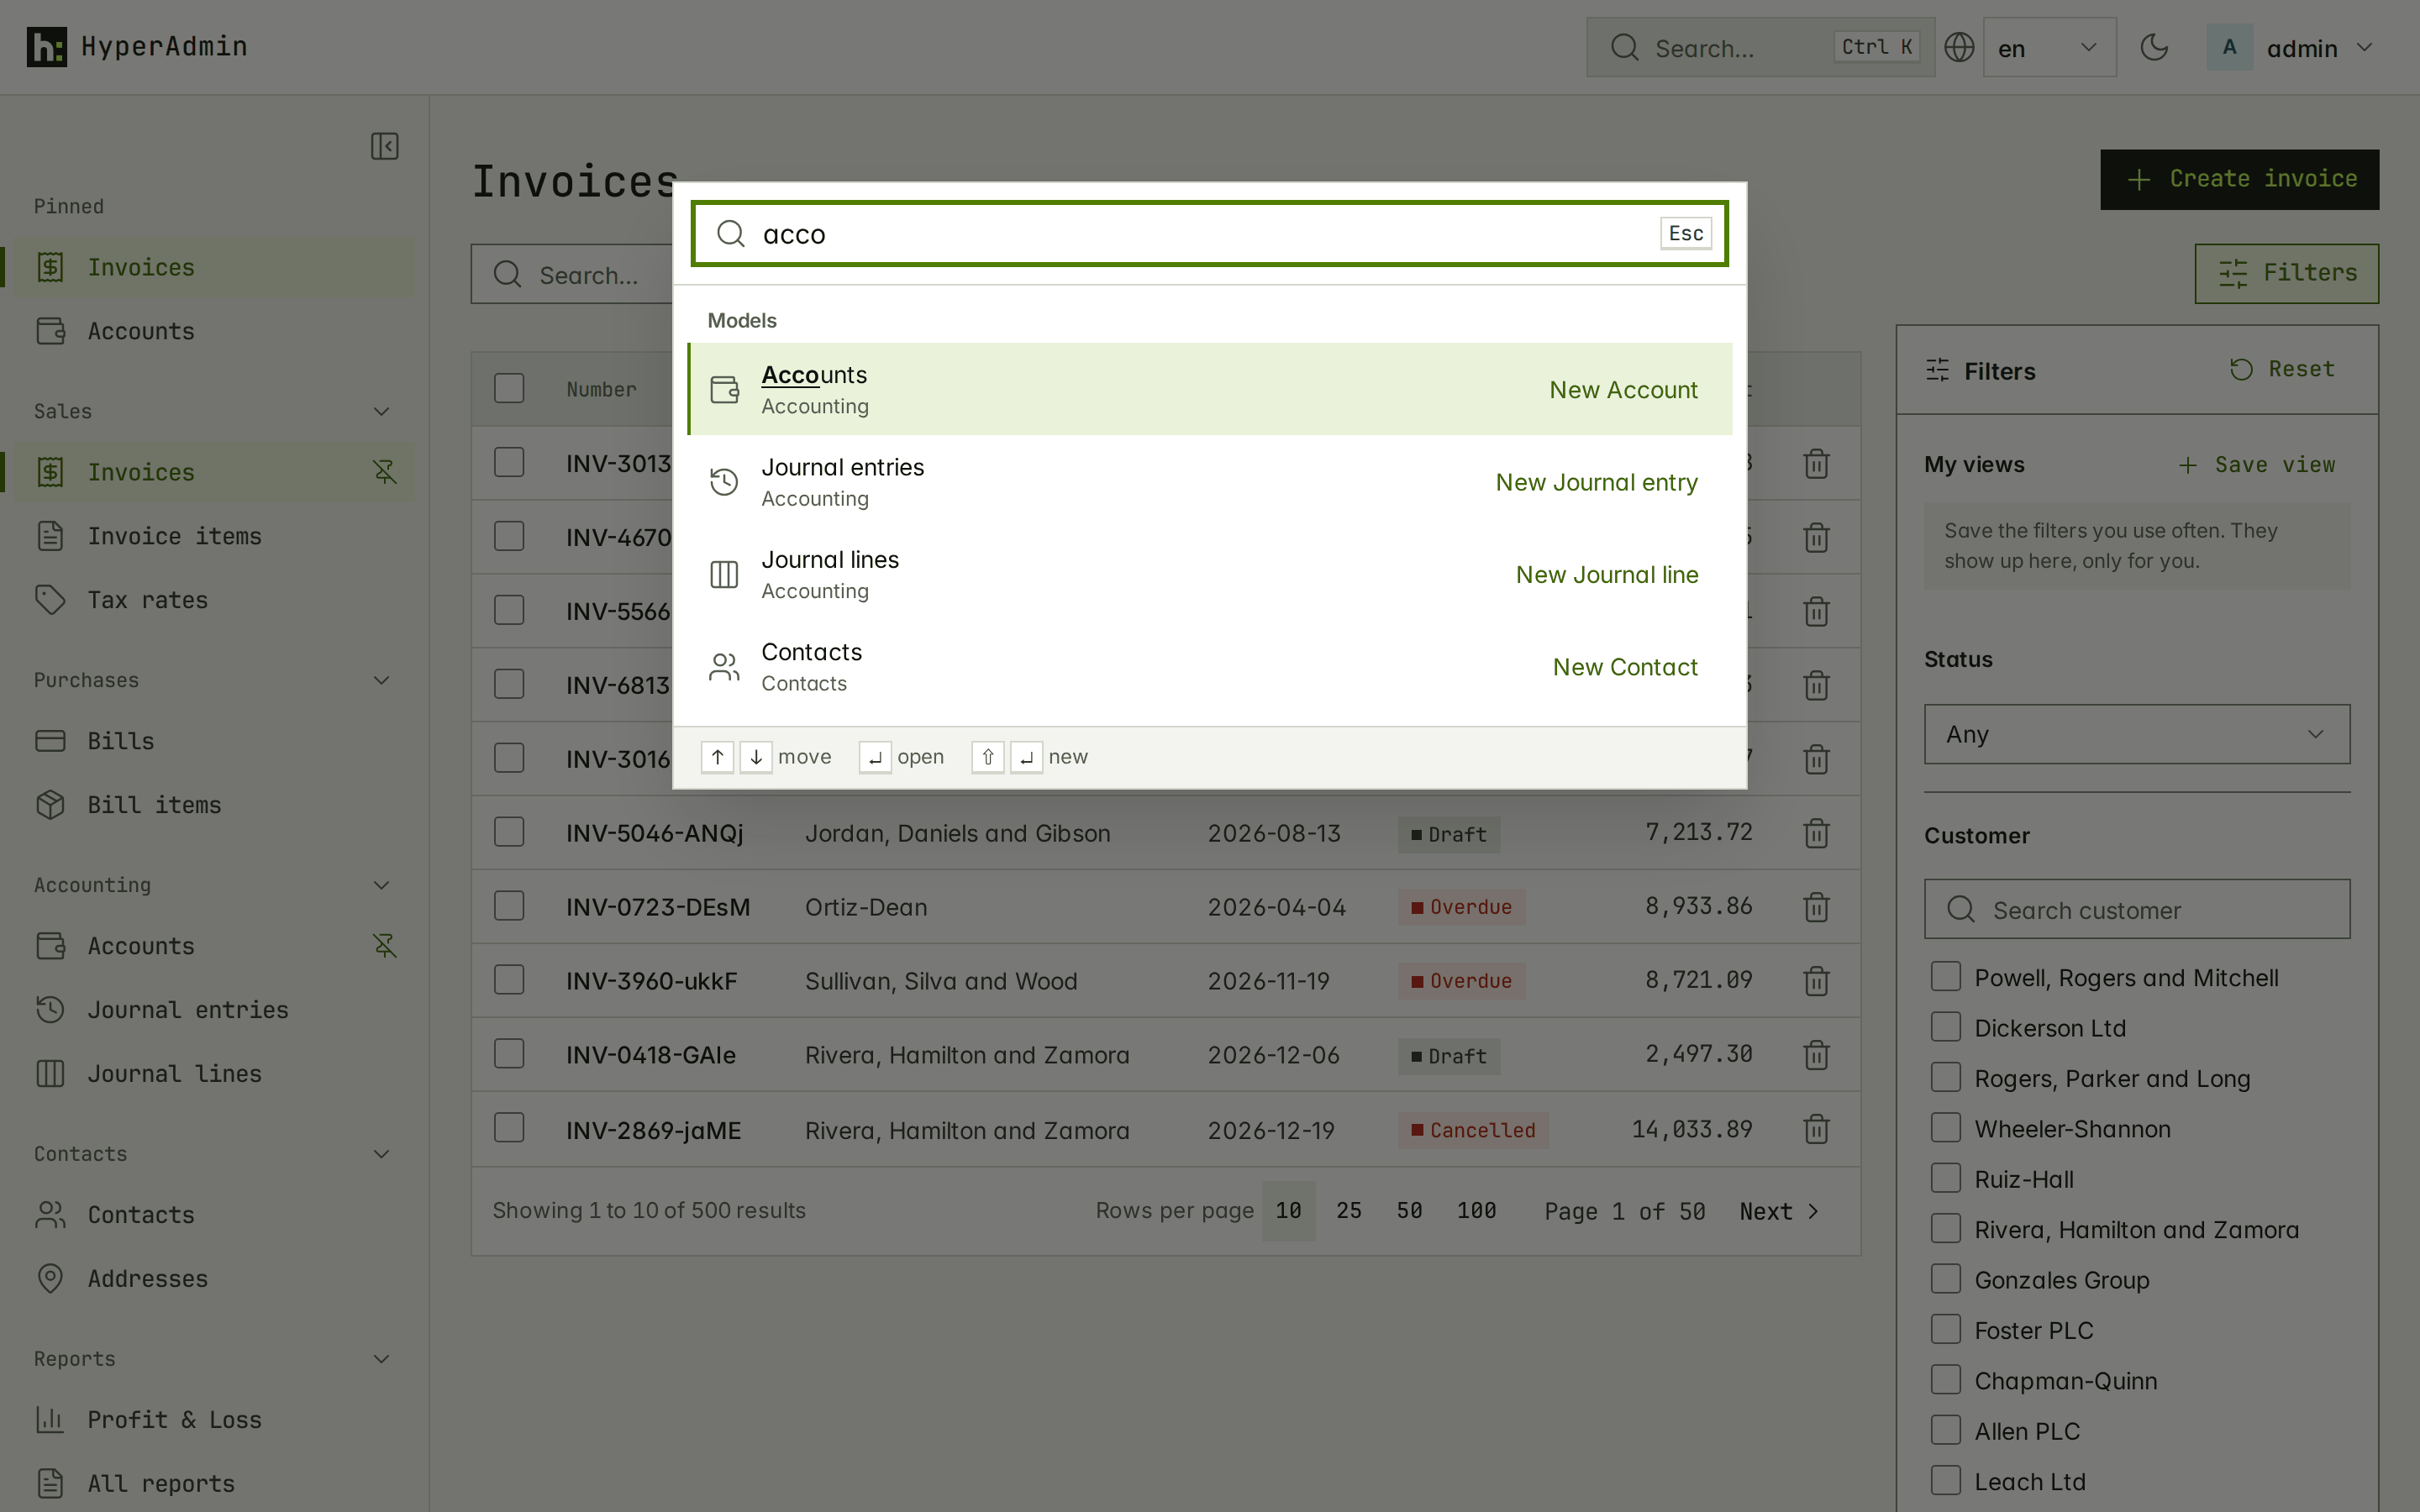 HyperAdmin
Search...
Ctrl K
en
A
admin
Pinned
Invoices
Accounts
Sales
Invoices
Invoice items
Tax rates
Purchases
Bills
Bill items
Accounting
Accounts
Journal entries
Journal lines
Contacts
Contacts
Addresses
Reports
Profit & Loss
All reports
Invoices
Create invoice
Search...
Filters
acco
Esc
Models
Accounts
Accounting
New Account
Journal entries
Accounting
New Journal entry
Journal lines
Accounting
New Journal line
Contacts
Contacts
New Contact
↑ ↓ move ↵ open ⇧ ↵ new
Number
INV-3013
INV-4670
INV-5566
INV-6813
INV-3016
INV-5046-ANQj Jordan, Daniels and Gibson 2026-08-13 Draft 7,213.72
INV-0723-DEsM Ortiz-Dean 2026-04-04 Overdue 8,933.86
INV-3960-ukkF Sullivan, Silva and Wood 2026-11-19 Overdue 8,721.09
INV-0418-GAle Rivera, Hamilton and Zamora 2026-12-06 Draft 2,497.30
INV-2869-jaME Rivera, Hamilton and Zamora 2026-12-19 Cancelled 14,033.89
Showing 1 to 10 of 500 results
Rows per page 10 25 50 100
Page 1 of 50
Next
Filters
Reset
My views
Save view
Save the filters you use often. They
show up here, only for you.
Status
Any
Customer
Search customer
Powell, Rogers and Mitchell
Dickerson Ltd
Rogers, Parker and Long
Wheeler-Shannon
Ruiz-Hall
Rivera, Hamilton and Zamora
Gonzales Group
Foster PLC
Chapman-Quinn
Allen PLC
Leach Ltd